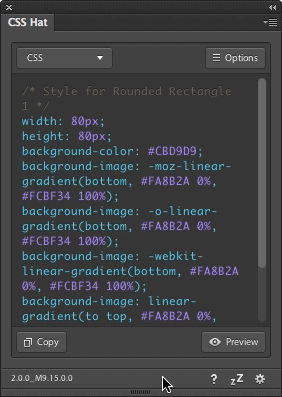 CSS Hat
CSS
Options
/* Style for Rounded Rectangle
1 */
width: 80px;
height: 80px;
background-color: #CBD9D9;
background-image: -moz-linear-
gradient(bottom, #FA8B2A 0%,
#FCBF34 100%);
background-image: -o-linear-
gradient(bottom, #FA8B2A 0%,
#FCBF34 100%);
background-image: -webkit-
linear-gradient(bottom, #FA8B2A
0%, #FCBF34 100%);
background-image: linear-
gradient(to top, #FA8B2A 0%,
Copy
Preview
2.0.0_M9.15.0.0
? zZ